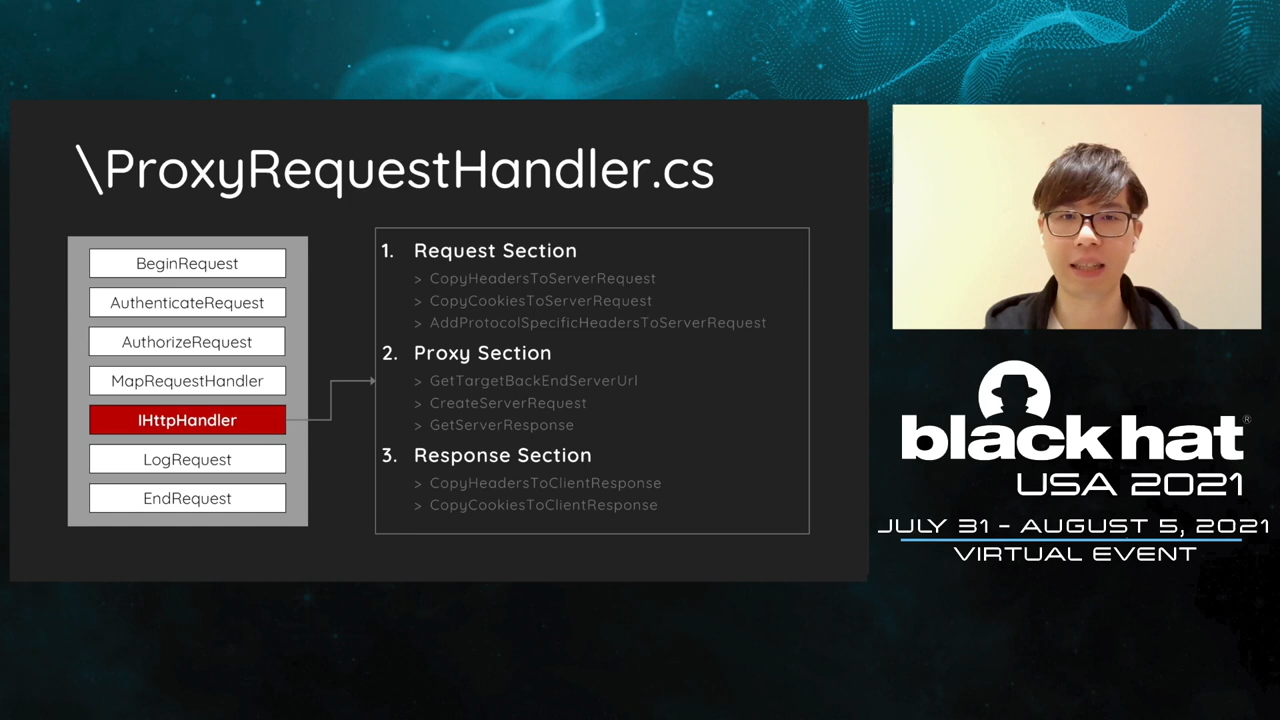 \ProxyRequestHandler.cs
BeginRequest
AuthenticateRequest
AuthorizeRequest
MapRequestHandler
IHttpHandler
LogRequest
EndRequest
1. Request Section
> CopyHeadersToServerRequest
> CopyCookiesToServerRequest
> AddProtocolSpecificHeadersToServerRequest
2. Proxy Section
> GetTargetBackEndServerUrl
> CreateServerRequest
> GetServerResponse
3. Response Section
> CopyHeadersToClientResponse
> CopyCookiesToClientResponse
black hat®
USA 2021
JULY 31 - AUGUST 5, 2021
VIRTUAL EVENT